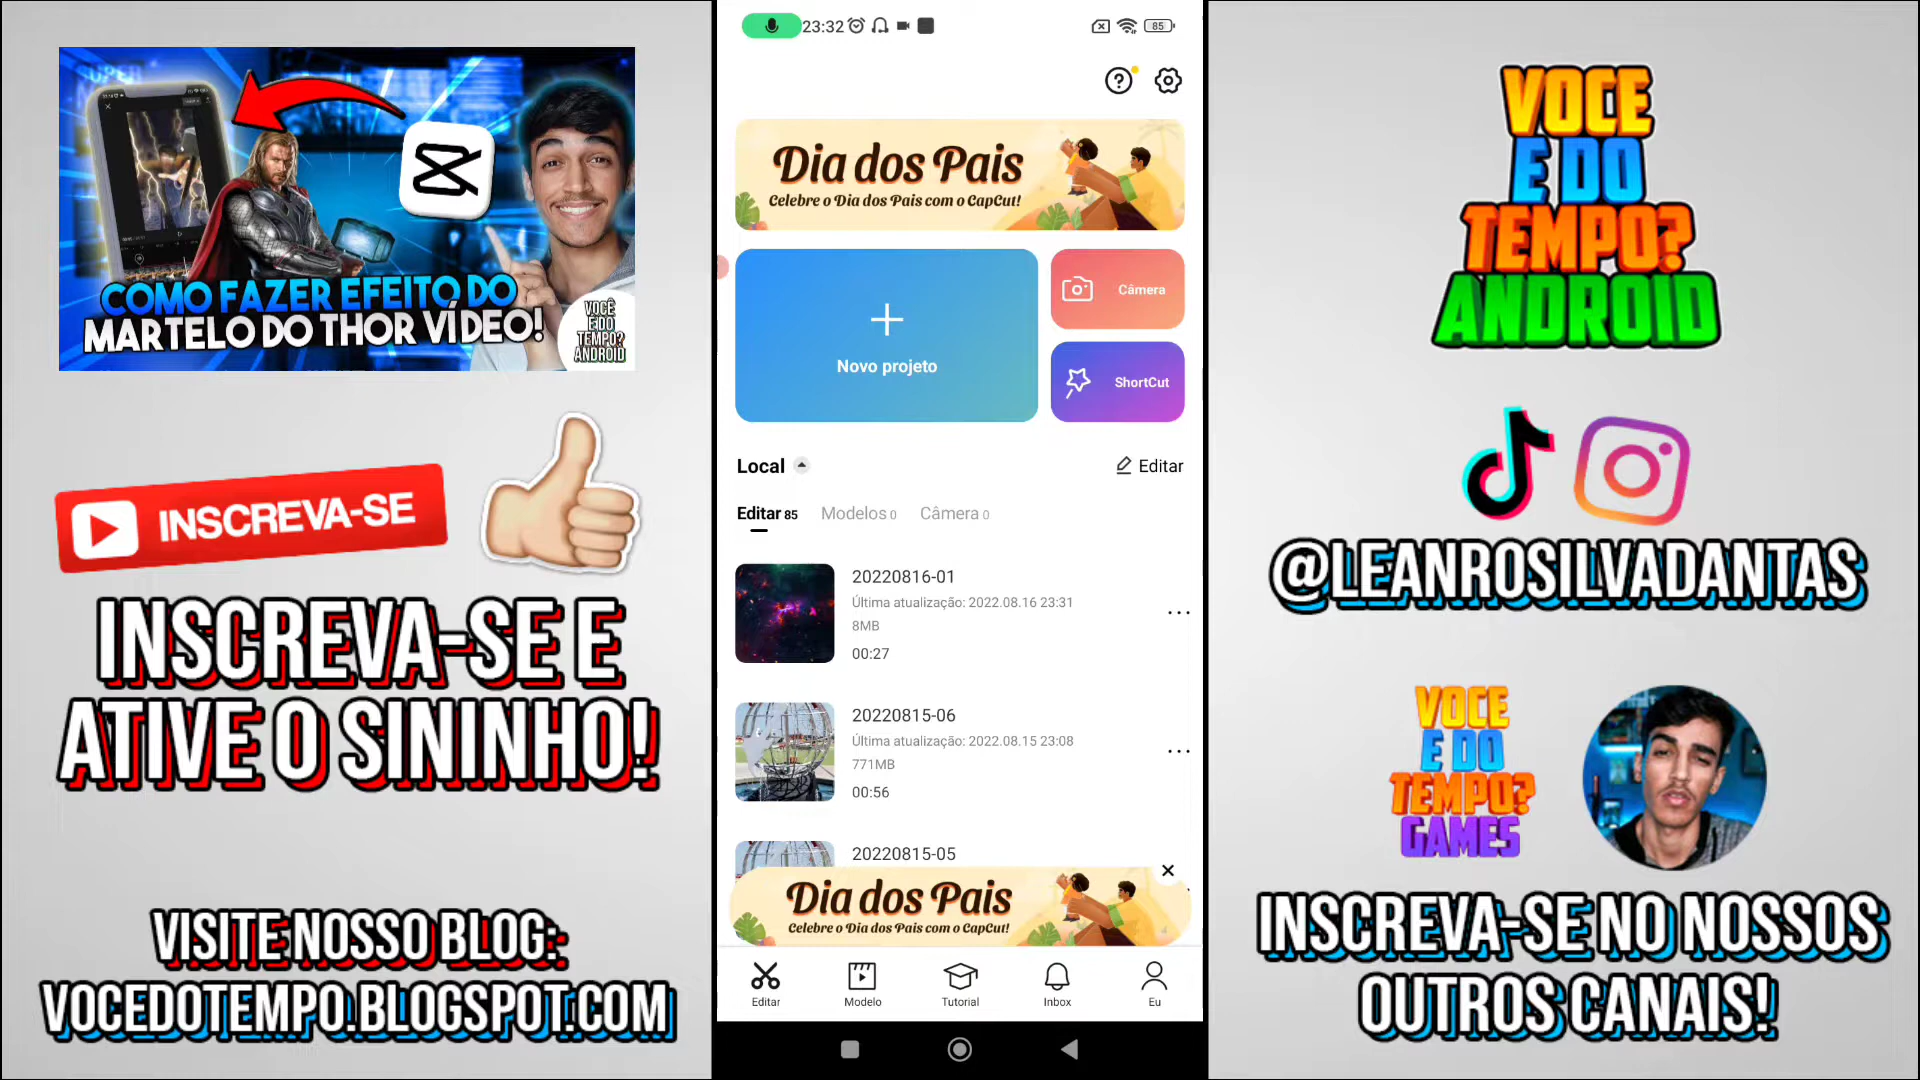 COMO FAZER EFEITO DO
MARTELO DO THOR VÍDEO!
VOCÊ
E DO
TEMPO?
ANDROID
INSCREVA-SE
INSCREVA-SE E
ATIVE O SININHO!
VISITE NOSSO BLOG:
VOCEDOTEMPO.BLOGSPOT.COM
23:32
85
Dia dos Pais
Celebre o Dia dos Pais com o CapCut!
Novo projeto
Câmera
ShortCut
Local
Editar
Editar 85 Modelos 0 Câmera 0
20220816-01
Última atualização: 2022.08.16 23:31
8MB
00:27
20220815-06
Última atualização: 2022.08.15 23:08
771MB
00:56
20220815-05
Dia dos Pais
Celebre o Dia dos Pais com o CapCut!
Editar Modelo Tutorial Inbox Eu
VOCE
E DO
TEMPO?
ANDROID
@LEANROSILVADANTAS
VOCE
E DO
TEMPO?
GAMES
INSCREVA-SE NO NOSSOS
OUTROS CANAIS!